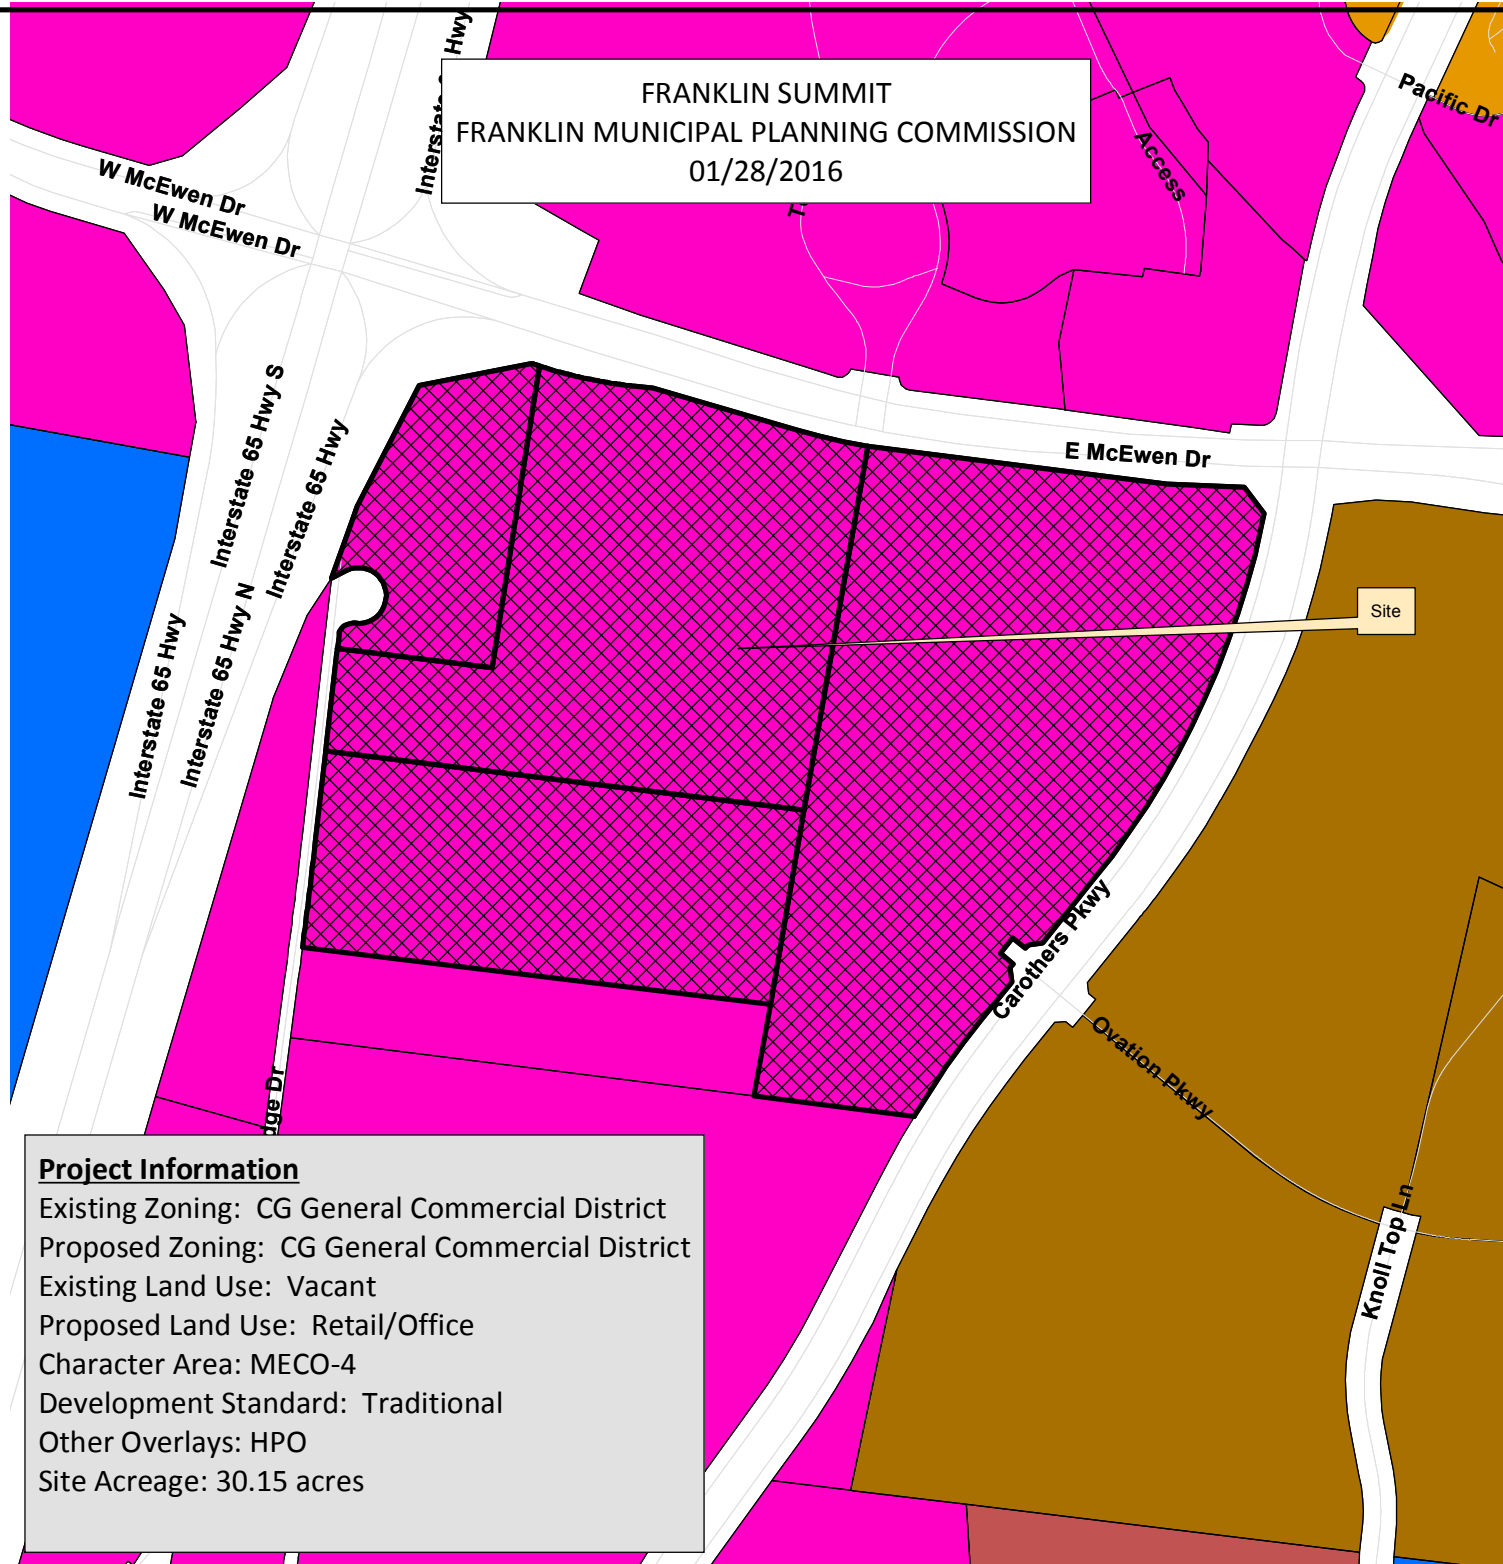 Interstate Hwy
FRANKLIN SUMMIT
FRANKLIN MUNICIPAL PLANNING COMMISSION
01/28/2016
Pacific Dr
Access
W McEwen Dr
W McEwen Dr
E McEwen Dr
Interstate 65 Hwy S
Interstate 65 Hwy
Interstate 65 Hwy N
Interstate 65 Hwy
Site
Carothers Pkwy
Ovation Pkwy
Knoll Top Ln
dge Dr
Project Information
Existing Zoning: CG General Commercial District
Proposed Zoning: CG General Commercial District
Existing Land Use: Vacant
Proposed Land Use: Retail/Office
Character Area: MECO-4
Development Standard: Traditional
Other Overlays: HPO
Site Acreage: 30.15 acres